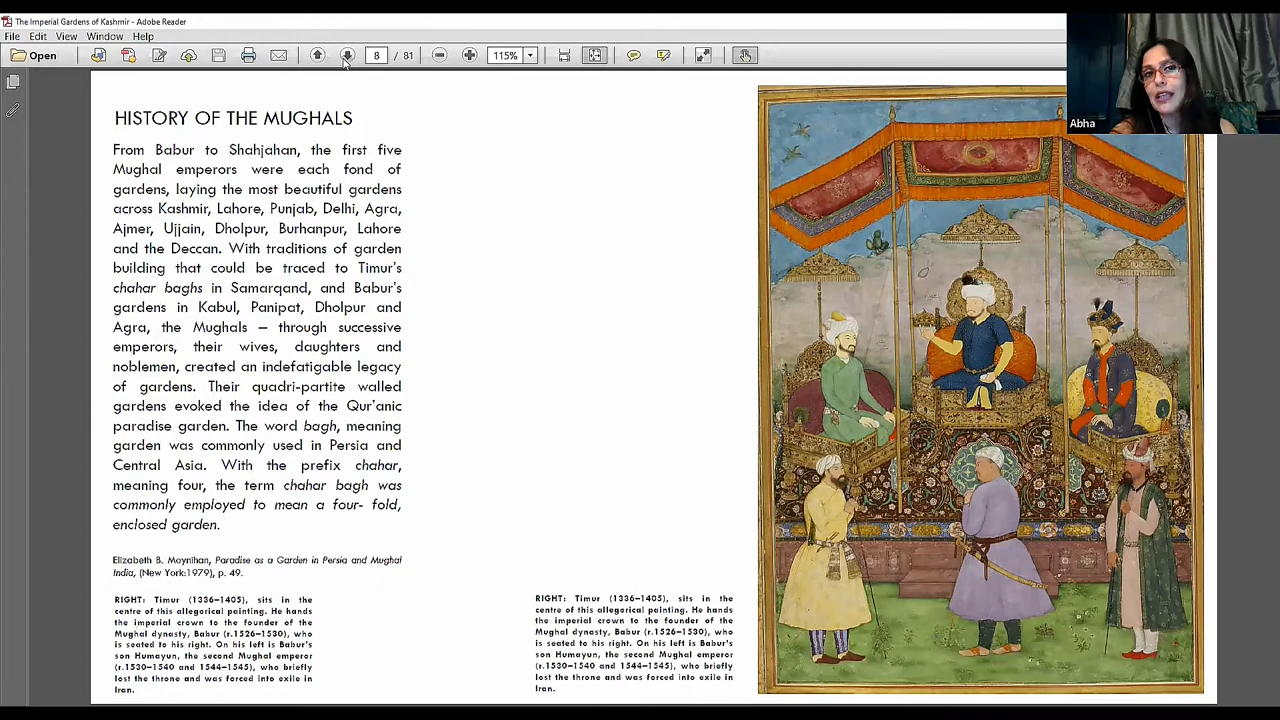 The Imperial Gardens of Kashmir - Adobe Reader
File Edit View Window Help
Open 8 / 81 115%
Abha
HISTORY OF THE MUGHALS
From Babur to Shahjahan, the first five
Mughal emperors were each fond of
gardens, laying the most beautiful gardens
across Kashmir, Lahore, Punjab, Delhi, Agra,
Ajmer, Ujjain, Dholpur, Burhanpur, Lahore
and the Deccan. With traditions of garden
building that could be traced to Timur's
chahar baghs in Samarqand, and Babur's
gardens in Kabul, Panipat, Dholpur and
Agra, the Mughals – through successive
emperors, their wives, daughters and
noblemen, created an indefatigable legacy
of gardens. Their quadri-partite walled
gardens evoked the idea of the Qur'anic
paradise garden. The word bagh, meaning
garden was commonly used in Persia and
Central Asia. With the prefix chahar,
meaning four, the term chahar bagh was
commonly employed to mean a four- fold,
enclosed garden.
Elizabeth B. Moynihan, Paradise as a Garden in Persia and Mughal
India, (New York:1979), p. 49.
RIGHT: Timur (1336–1405), sits in the
centre of this allegorical painting. He hands
the imperial crown to the founder of the
Mughal dynasty, Babur (r.1526–1530), who
is seated to his right. On his left is Babur's
son Humayun, the second Mughal emperor
(r.1530–1540 and 1544–1545), who briefly
lost the throne and was forced into exile in
Iran.
RIGHT: Timur (1336–1405), sits in the
centre of this allegorical painting. He hands
the imperial crown to the founder of the
Mughal dynasty, Babur (r.1526–1530), who
is seated to his right. On his left is Babur's
son Humayun, the second Mughal emperor
(r.1530–1540 and 1544–1545), who briefly
lost the throne and was forced into exile in
Iran.